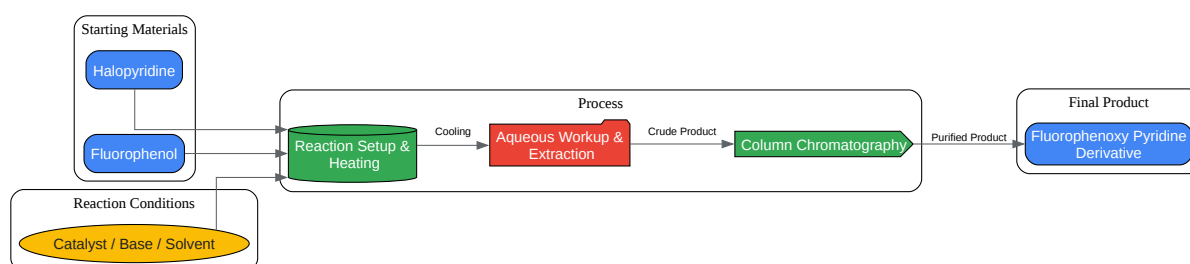 Starting Materials
Halopyridine
Fluorophenol
Reaction Conditions
Catalyst / Base / Solvent
Process
Reaction Setup &
Heating
Cooling
Aqueous Workup &
Extraction
Crude Product
Column Chromatography
Purified Product
Final Product
Fluorophenoxy Pyridine
Derivative